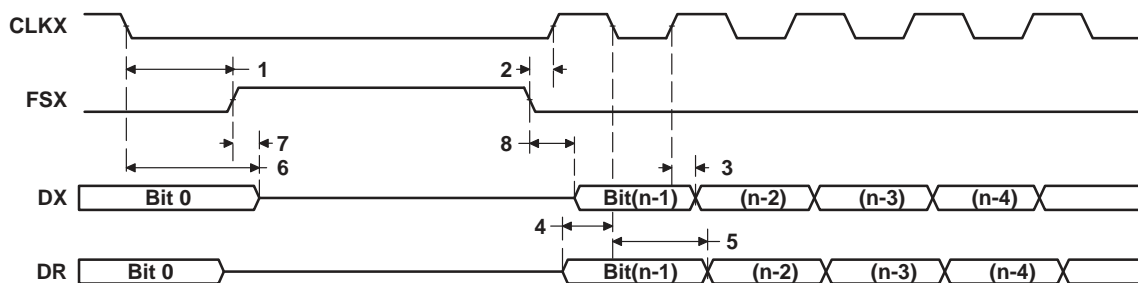 CLKX
1
2
FSX
7
8
6
3
DX
Bit 0
Bit(n-1)
(n-2)
(n-3)
(n-4)
4
5
DR
Bit 0
Bit(n-1)
(n-2)
(n-3)
(n-4)